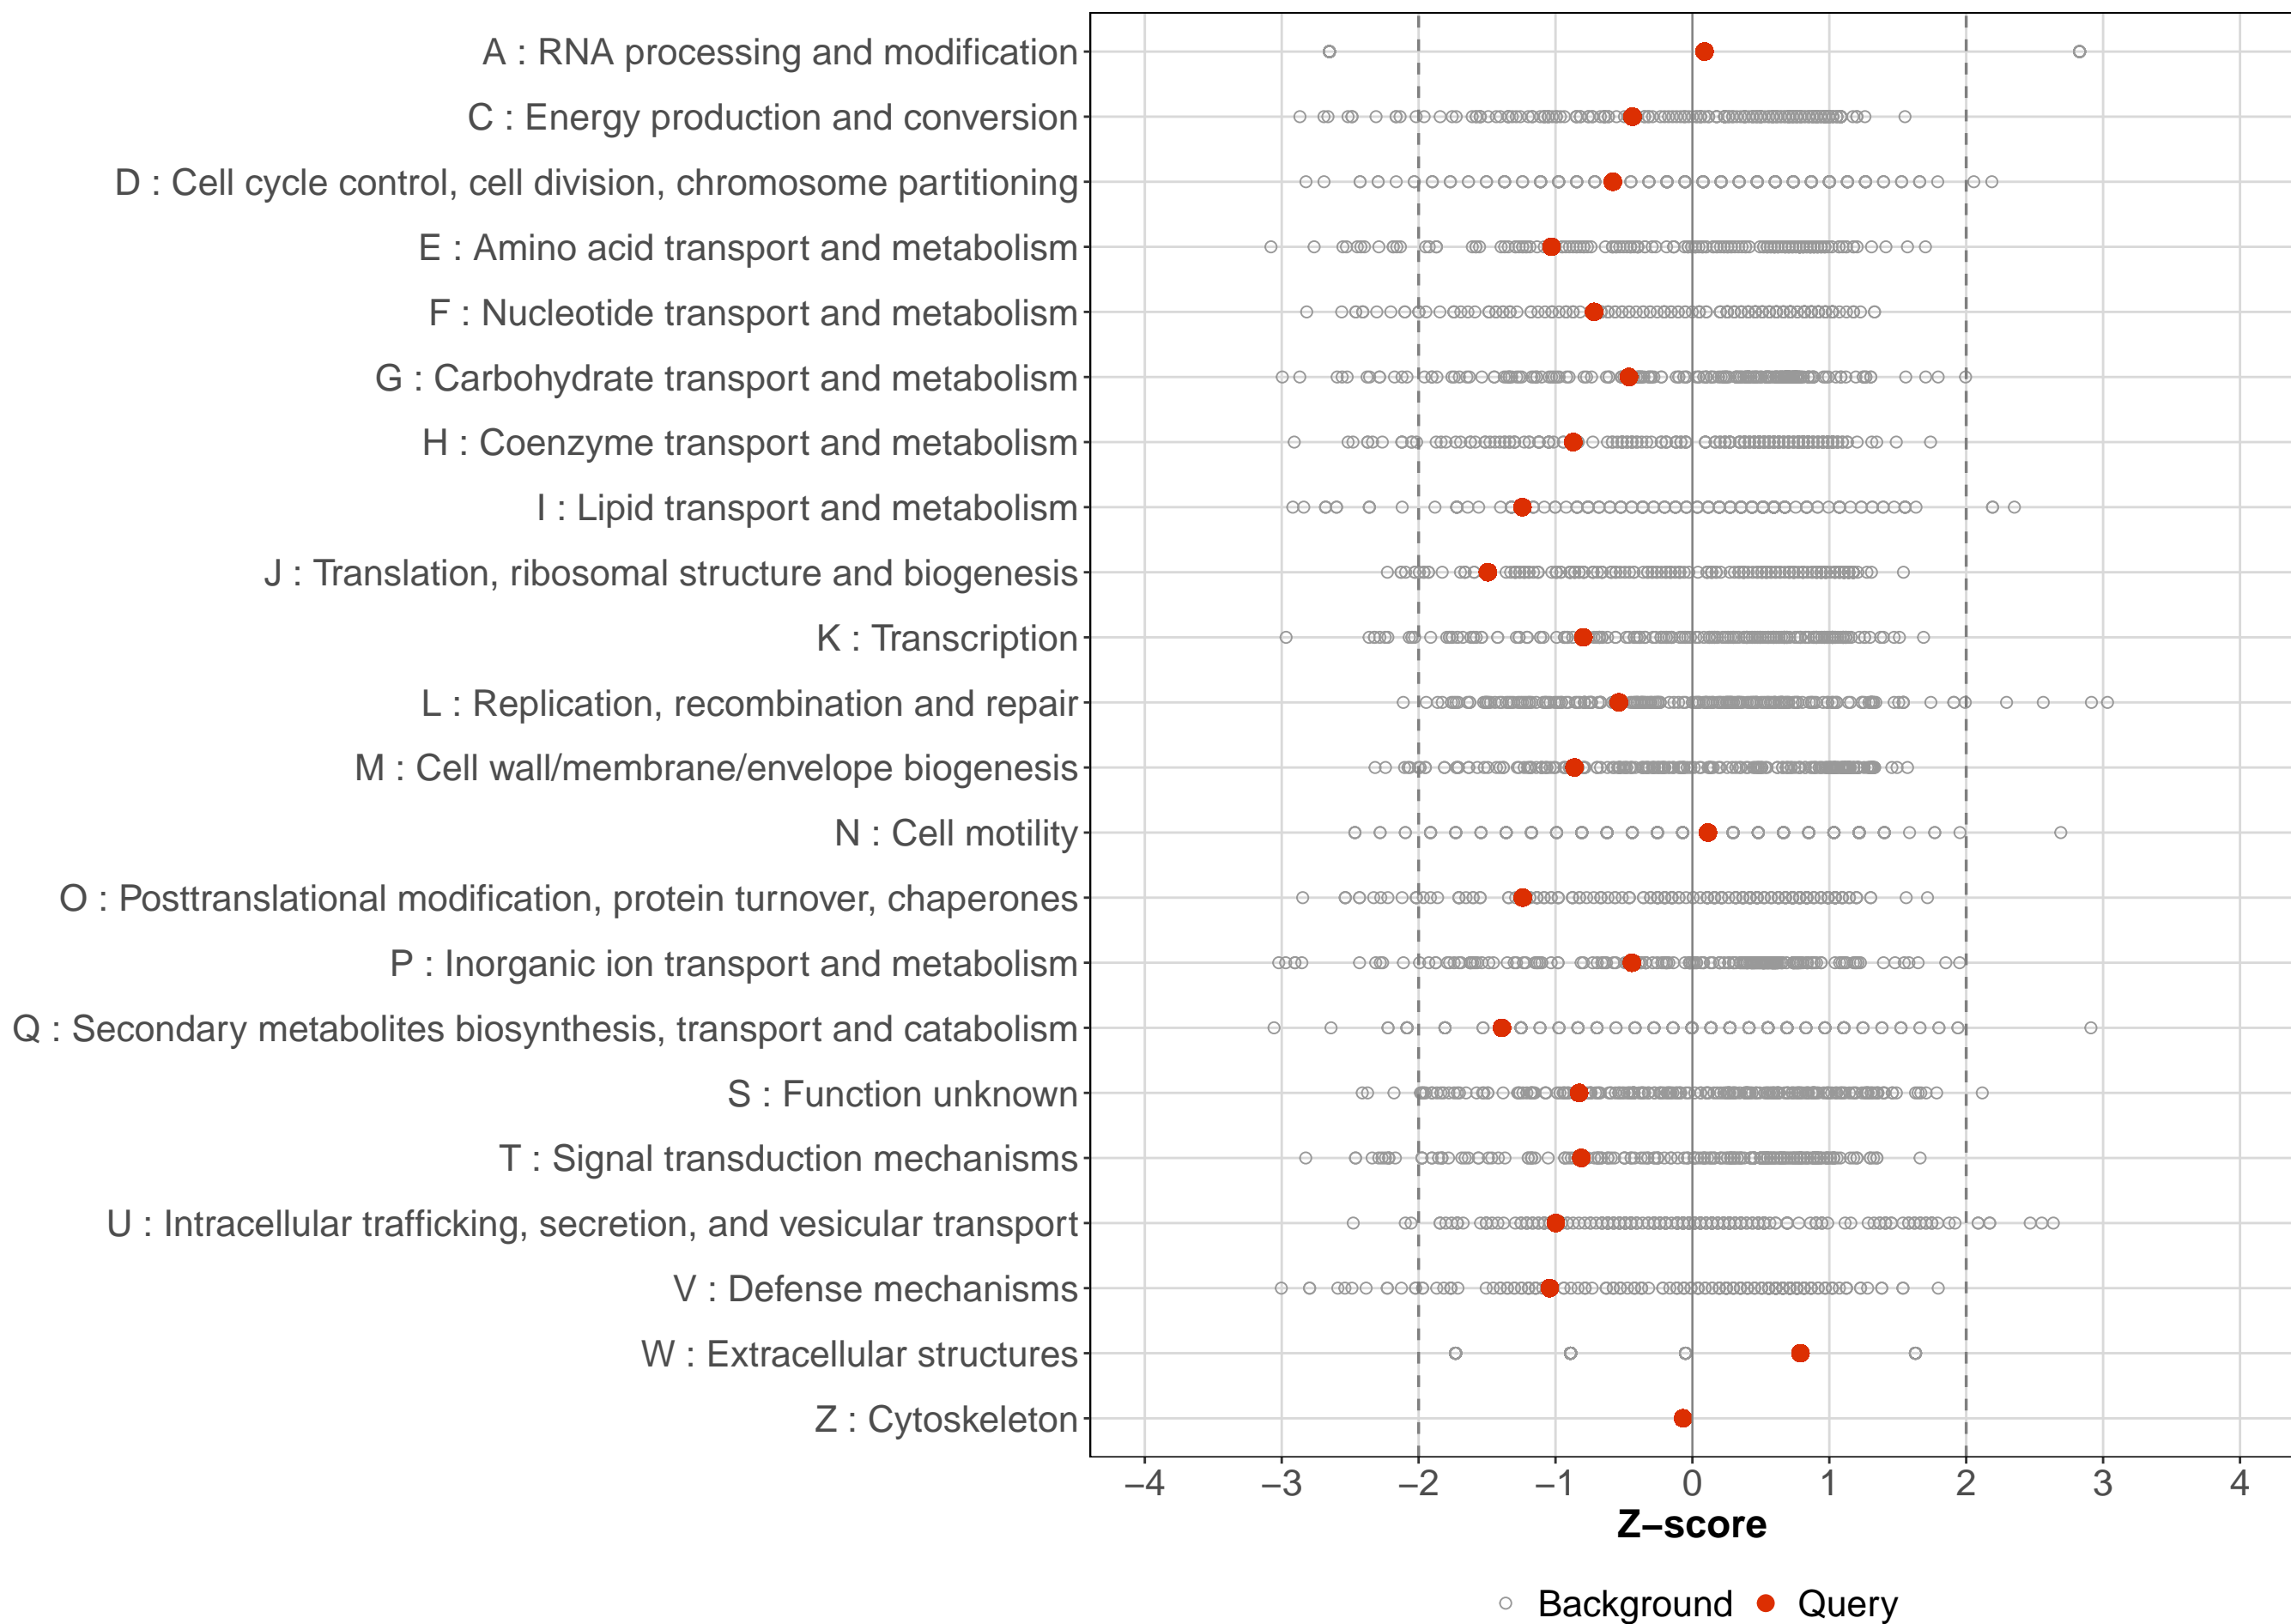 A : RNA processing and modification
C : Energy production and conversion
D : Cell cycle control, cell division, chromosome partitioning
E : Amino acid transport and metabolism
F : Nucleotide transport and metabolism
G : Carbohydrate transport and metabolism
H : Coenzyme transport and metabolism
I : Lipid transport and metabolism
J : Translation, ribosomal structure and biogenesis
K : Transcription
L : Replication, recombination and repair
M : Cell wall/membrane/envelope biogenesis
N : Cell motility
O : Posttranslational modification, protein turnover, chaperones
P : Inorganic ion transport and metabolism
Q : Secondary metabolites biosynthesis, transport and catabolism
S : Function unknown
T : Signal transduction mechanisms
U : Intracellular trafficking, secretion, and vesicular transport
V : Defense mechanisms
W : Extracellular structures
Z : Cytoskeleton
−4 −3 −2 −1 0 1 2 3 4
Z−score
Background Query